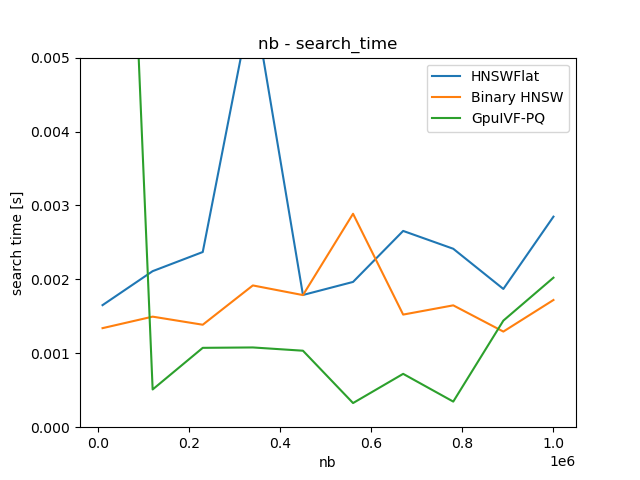 nb - search_time
HNSWFlat
Binary HNSW
GpuIVF-PQ
0.005
0.004
0.003
0.002
0.001
0.000
search time [s]
0.0 0.2 0.4 0.6 0.8 1.0
1e6
nb